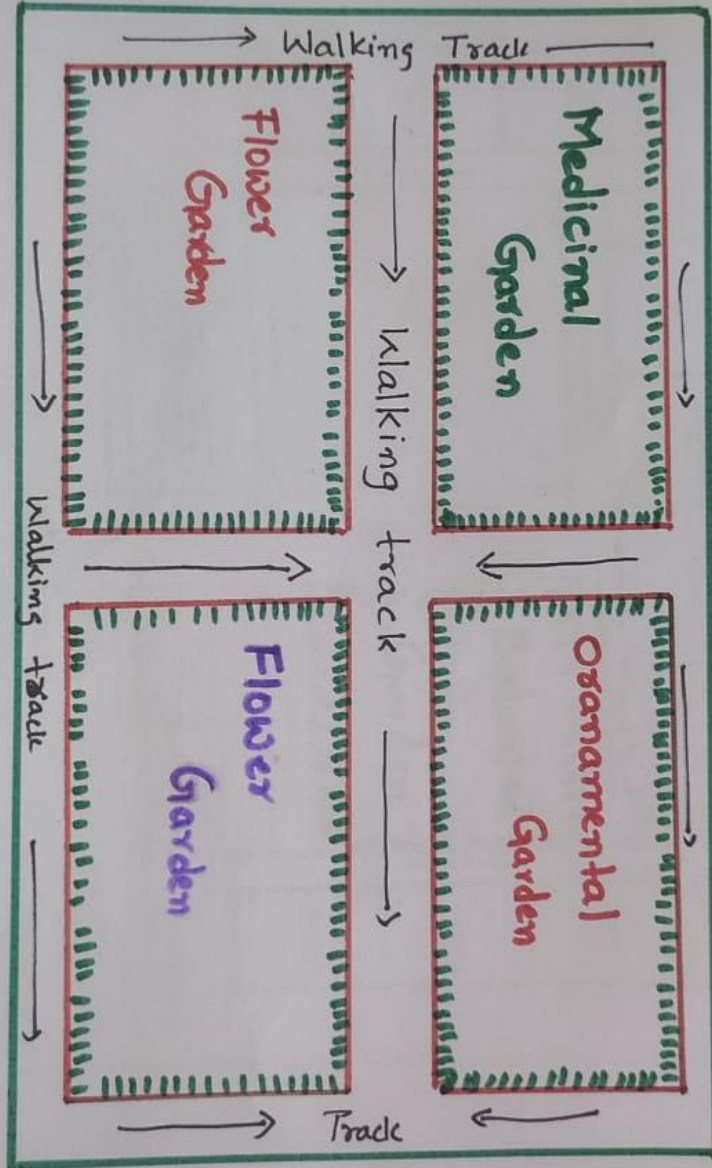 Walking Track
Flower
Garden
Medicinal
Garden
Walking track
Walking track
Flower
Garden
Oranamental
Garden
Track